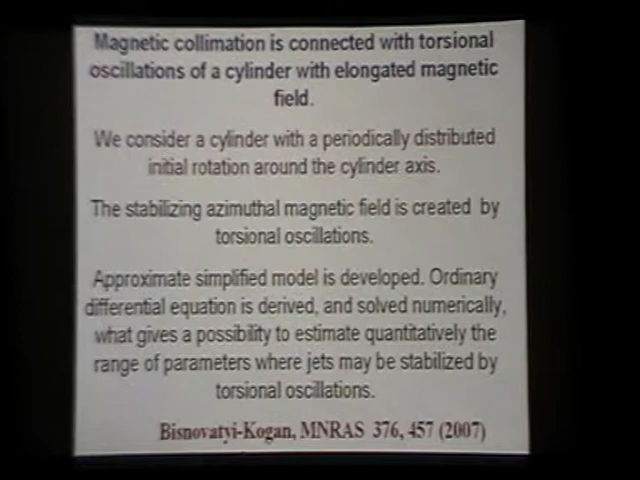 Magnetic collimation is connected with torsional
oscillations of a cylinder with elongated magnetic
field.
We consider a cylinder with a periodically distributed
initial rotation around the cylinder axis.
The stabilizing azimuthal magnetic field is created by
torsional oscillations.
Approximate simplified model is developed. Ordinary
differential equation is derived, and solved numerically,
what gives a possibility to estimate quantitatively the
range of parameters where jets may be stabilized by
torsional oscillations.
Bisnovatyi-Kogan, MNRAS 376, 457 (2007)